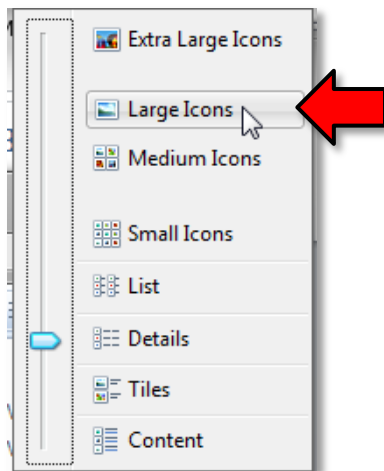 Extra Large Icons
Large Icons
Medium Icons
Small Icons
List
Details
Tiles
Content